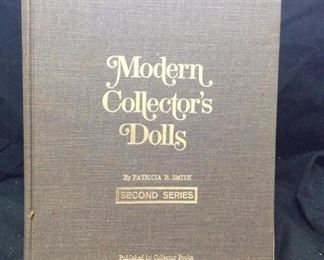 Modern
Collector's
Dolls
By PATRICIA R. SMITH
SECOND SERIES
Published by Collector Books